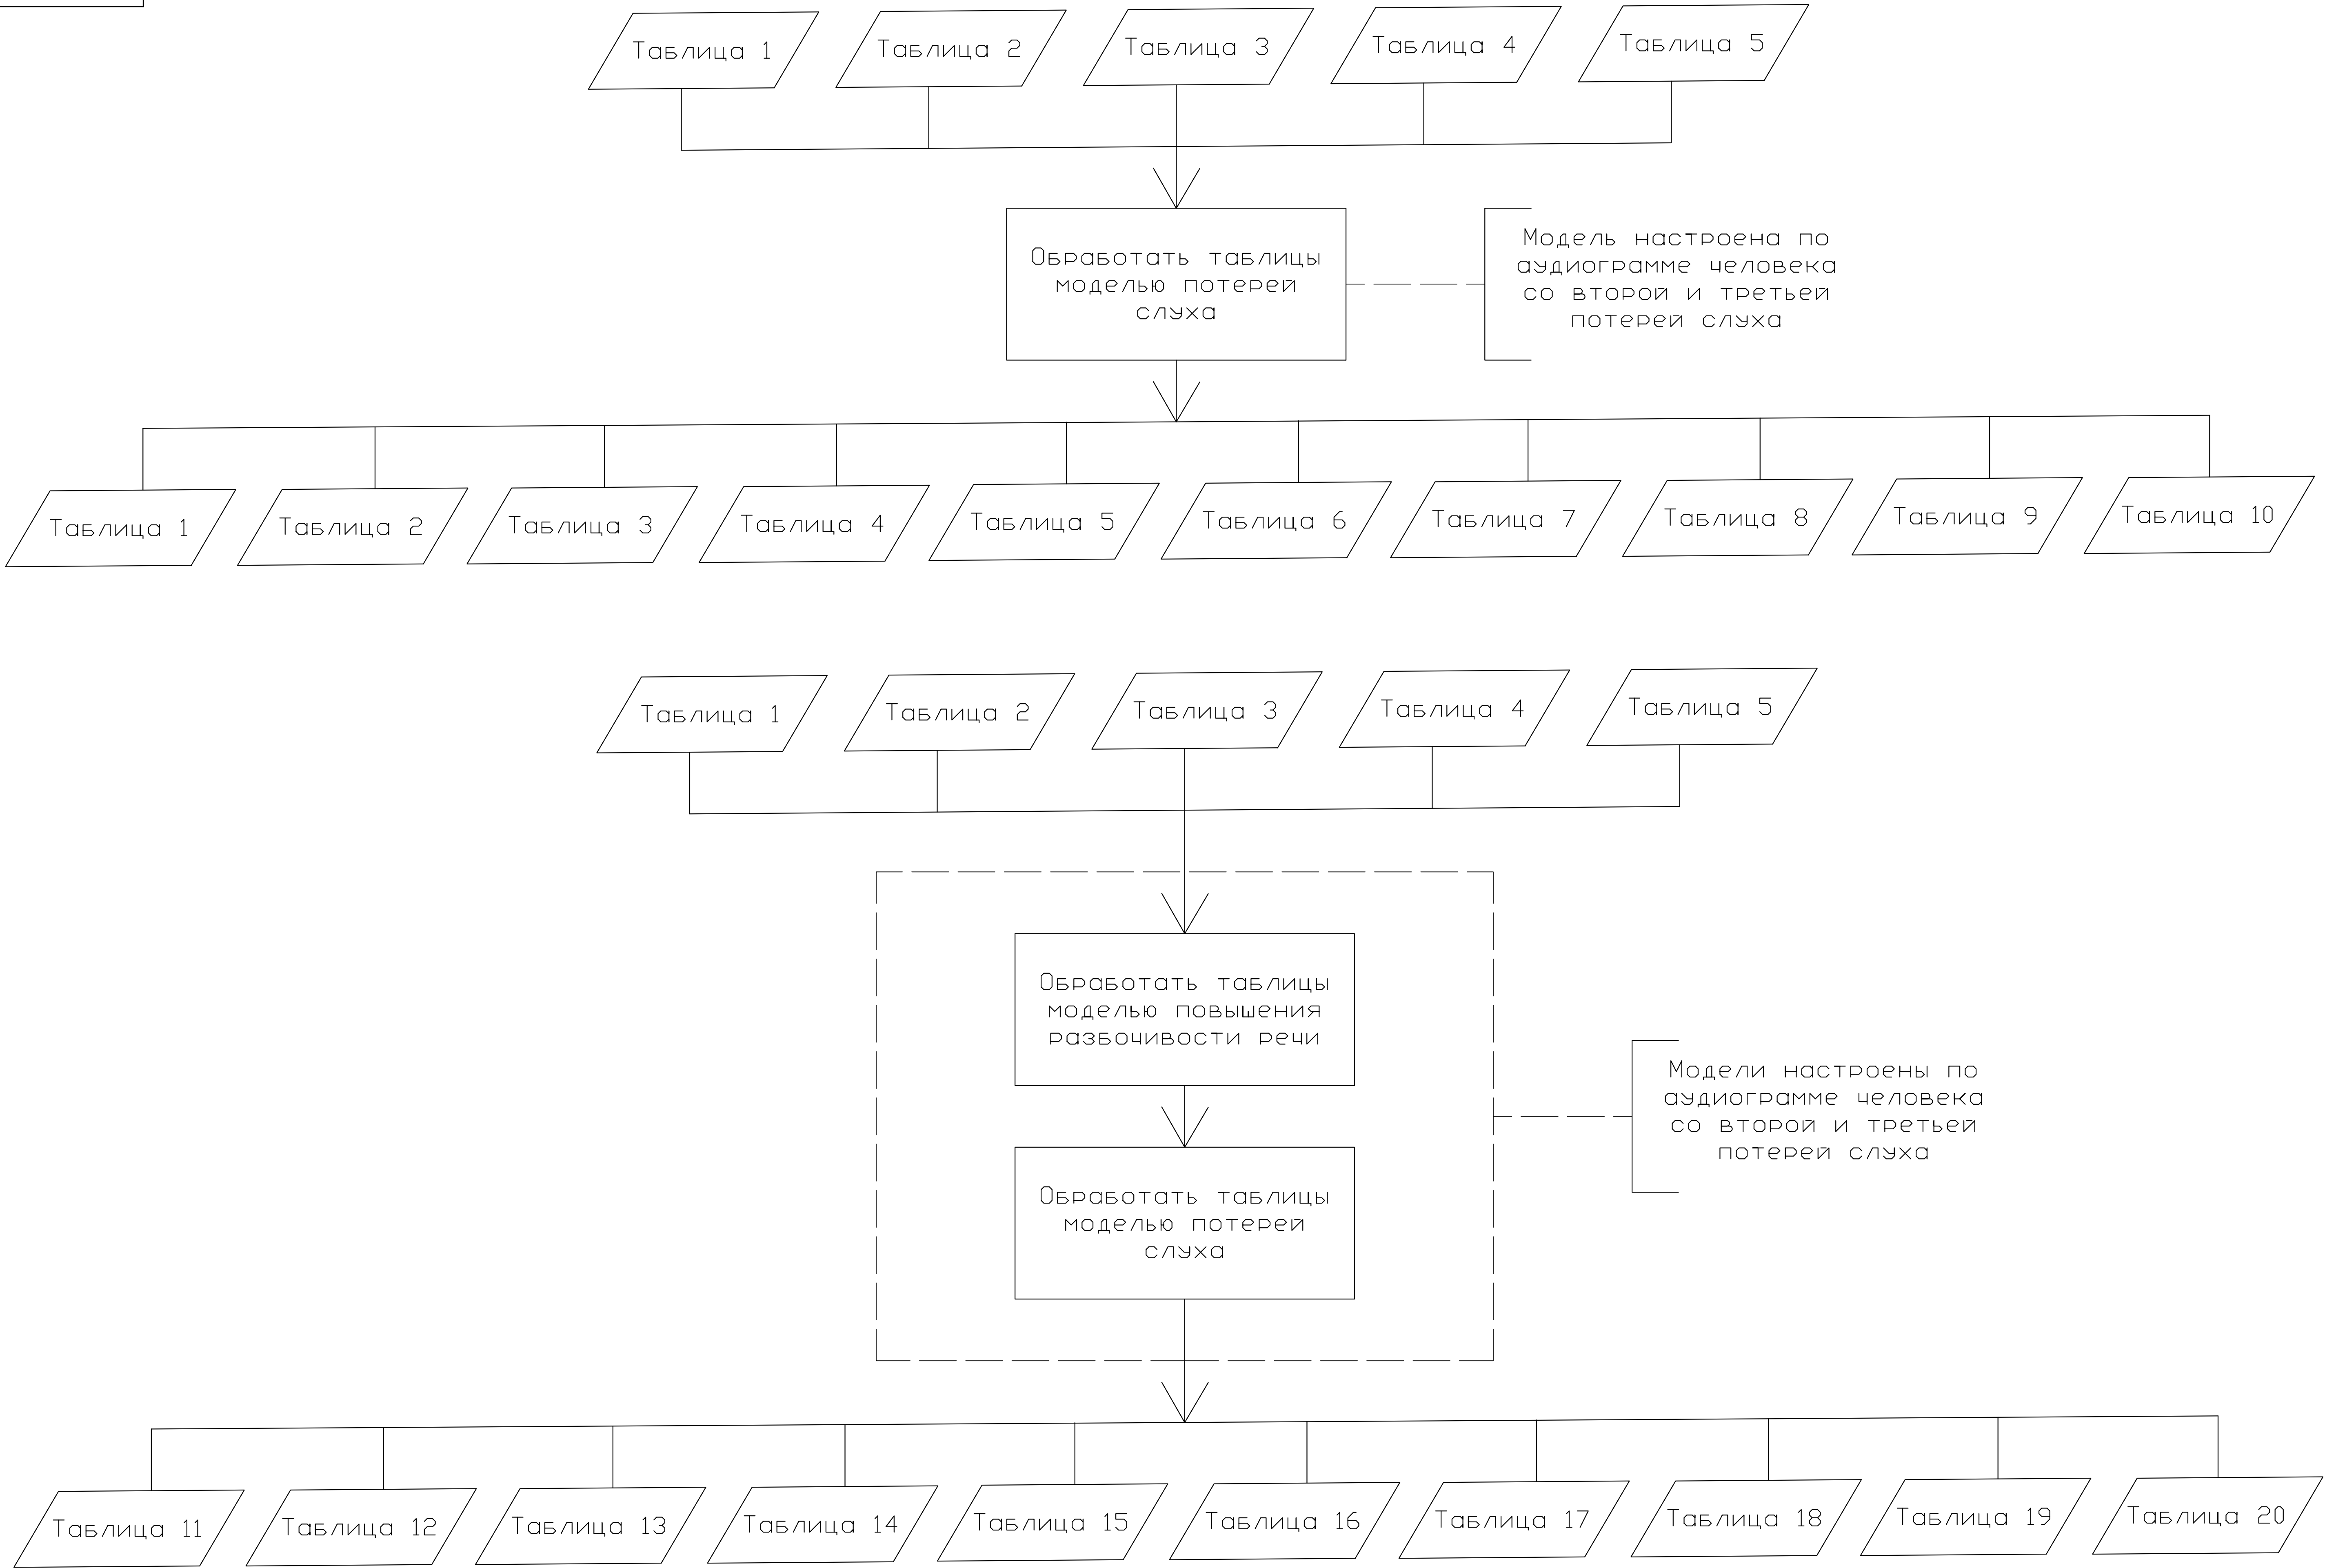 Таблица 1
Таблица 2
Таблица 3
Таблица 4
Таблица 5
Обработать таблицы
моделью потерей
слуха
Модель настроена по
аудиограмме человека
со второй и третьей
потерей слуха
Таблица 1
Таблица 2
Таблица 3
Таблица 4
Таблица 5
Таблица 6
Таблица 7
Таблица 8
Таблица 9
Таблица 10
Таблица 1
Таблица 2
Таблица 3
Таблица 4
Таблица 5
Обработать таблицы
моделью повышения
разбочивости речи
Модели настроены по
аудиограмме человека
со второй и третьей
потерей слуха
Обработать таблицы
моделью потерей
слуха
Таблица 11
Таблица 12
Таблица 13
Таблица 14
Таблица 15
Таблица 16
Таблица 17
Таблица 18
Таблица 19
Таблица 20